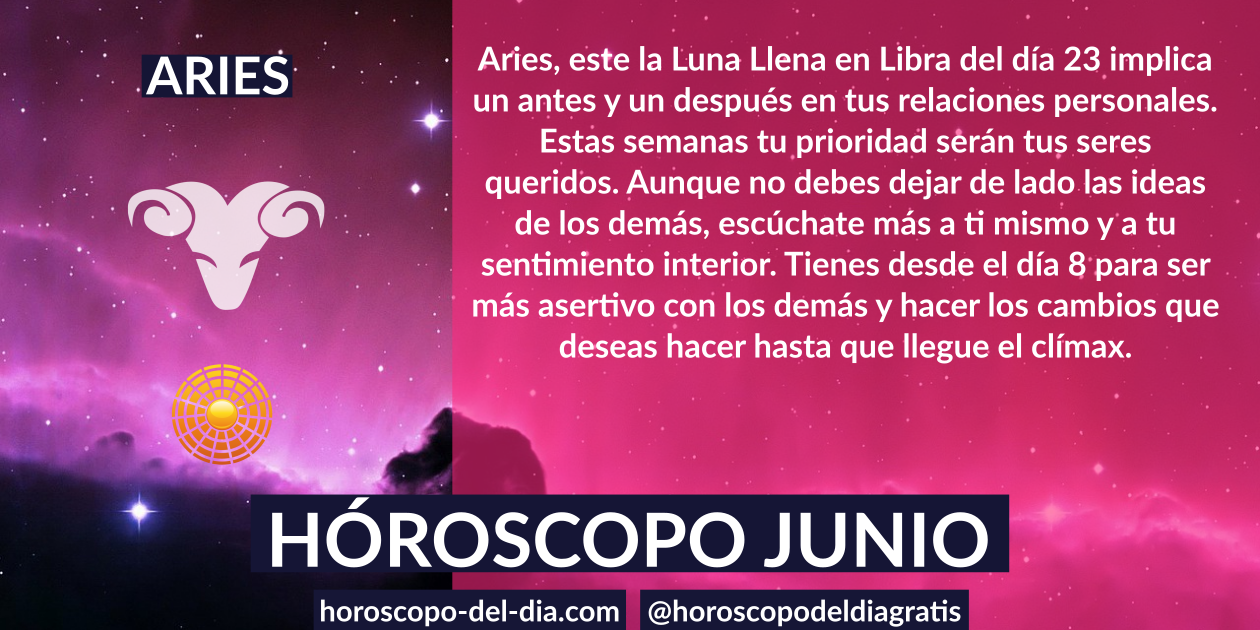 ARIES
Aries, este la Luna Llena en Libra del día 23 implica
un antes y un después en tus relaciones personales.
Estas semanas tu prioridad serán tus seres
queridos. Aunque no debes dejar de lado las ideas
de los demás, escúchate más a ti mismo y a tu
sentimiento interior. Tienes desde el día 8 para ser
más asertivo con los demás y hacer los cambios que
deseas hacer hasta que llegue el clímax.
HÓROSCOPO JUNIO
horoscopo-del-dia.com
@horoscopodeldiagratis